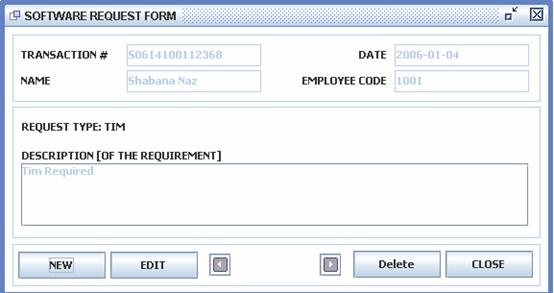 SOFTWARE REQUEST FORM
TRANSACTION # S0614100112368 DATE 2006-01-04
NAME Shabana Naz EMPLOYEE CODE 1001
REQUEST TYPE: TIM
DESCRIPTION [OF THE REQUIREMENT]
Tim Required
NEW EDIT Delete CLOSE